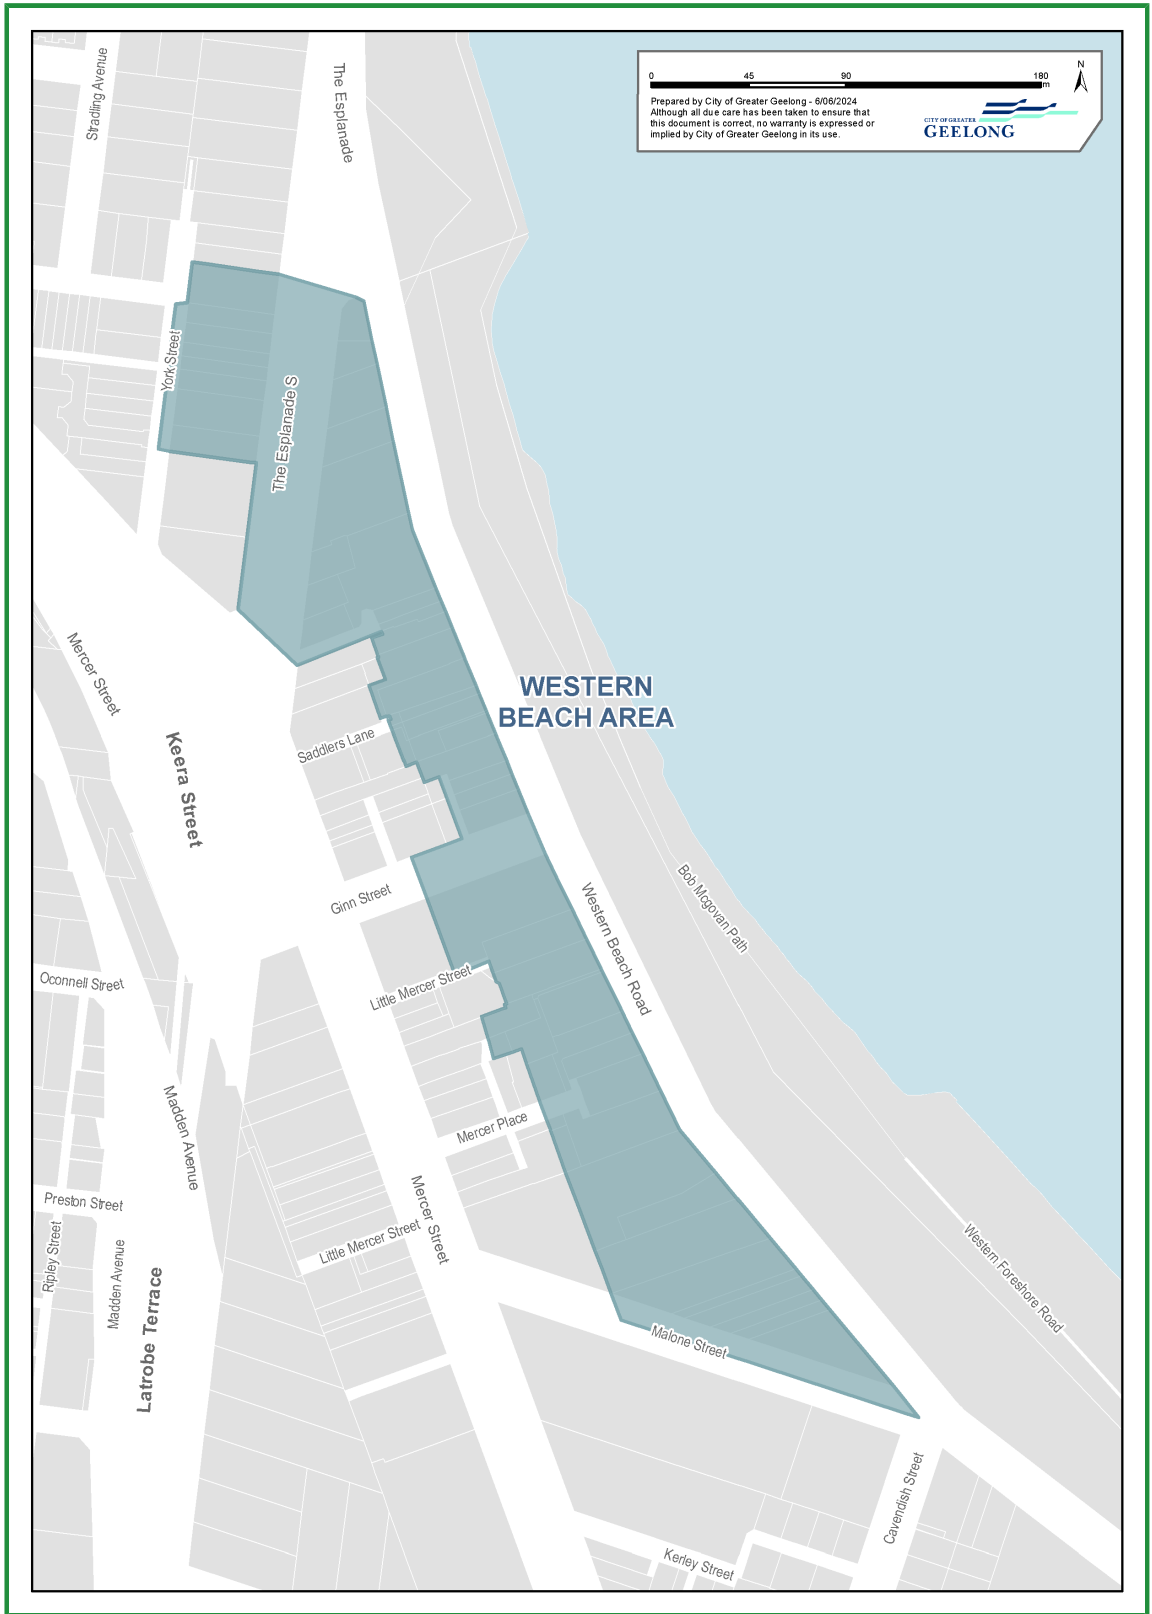 0 45 90 180
m
N
Prepared by City of Greater Geelong - 6/06/2024
Although all due care has been taken to ensure that
this document is correct, no warranty is expressed or
implied by City of Greater Geelong in its use.
CITY OF GREATER
GEELONG
Stradling Avenue
The Esplanade
York Street
The Esplanade S
Mercer Street
WESTERN
BEACH AREA
Keera Street
Saddlers Lane
Ginn Street
Bob Mcgovan Path
Western Beach Road
Oconnell Street
Little Mercer Street
Madden Avenue
Mercer Place
Preston Street
Ripley Street
Madden Avenue
Latrobe Terrace
Little Mercer Street
Mercer Street
Western Foreshore Road
Malone Street
Cavendish Street
Kerley Street